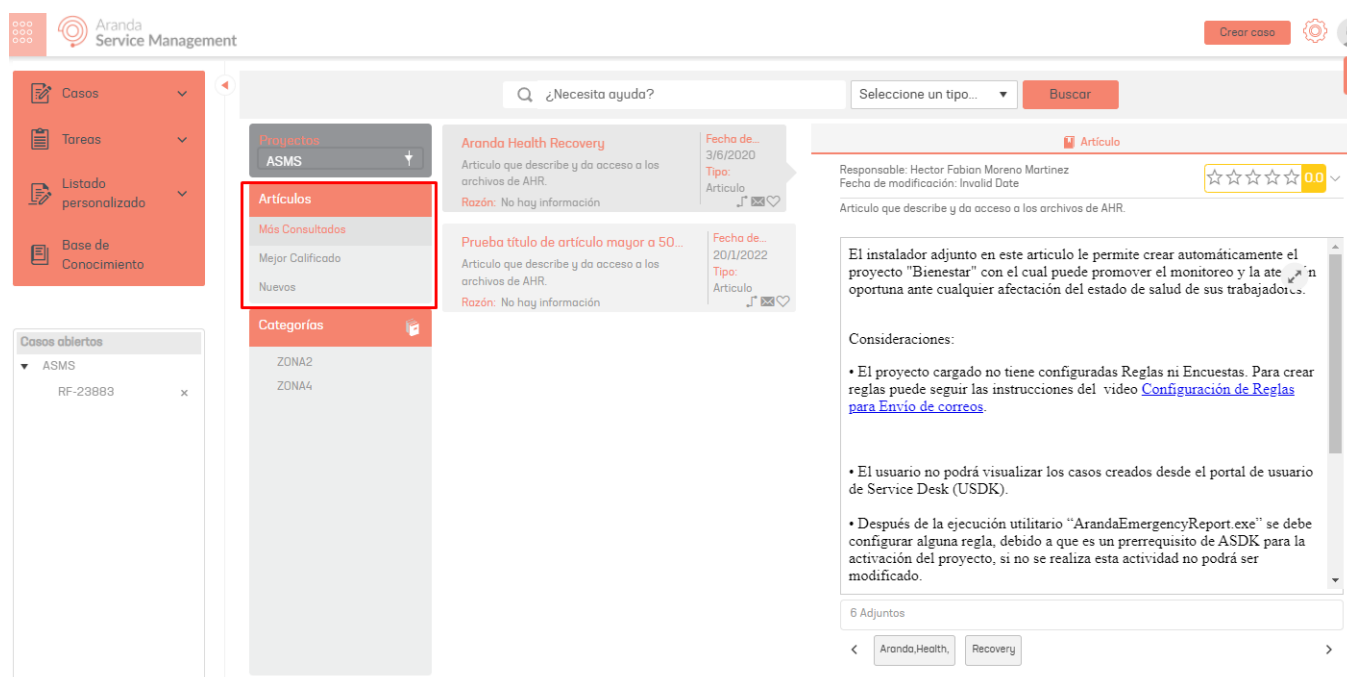 Aranda
Service Management
Crear caso
Casos
Tareas
Listado
personalizado
Base de
Conocimiento
Casos abiertos
ASMS
RF-23883
×
¿Necesita ayuda?
Seleccione un tipo...
Buscar
Proyectos
ASMS
Artículos
Más Consultados
Mejor Calificado
Nuevos
Categorías
ZONA2
ZONA4
Aranda Health Recovery
Articulo que describe y da acceso a los
archivos de AHR.
Razón: No hay información
Fecha de...
3/6/2020
Tipo:
Articulo
Prueba título de artículo mayor a 50...
Articulo que describe y da acceso a los
archivos de AHR.
Razón: No hay información
Fecha de...
20/1/2022
Tipo:
Articulo
Artículo
Responsable: Hector Fabian Moreno Martinez
Fecha de modificación: Invalid Date
0.0
Articulo que describe y da acceso a los archivos de AHR.
El instalador adjunto en este articulo le permite crear automáticamente el
proyecto "Bienestar" con el cual puede promover el monitoreo y la
oportuna ante cualquier afectación del estado de salud de sus trabajadores.
Consideraciones:
• El proyecto cargado no tiene configuradas Reglas ni Encuestas. Para crear
reglas puede seguir las instrucciones del video Configuración de Reglas
para Envío de correos.
• El usuario no podrá visualizar los casos creados desde el portal de usuario
de Service Desk (USDK).
• Después de la ejecución utilitario “ArandaEmergencyReport.exe” se debe
configurar alguna regla, debido a que es un prerrequisito de ASDK para la
activación del proyecto, si no se realiza esta actividad no podrá ser
modificado.
6 Adjuntos
Aranda,Health,
Recovery